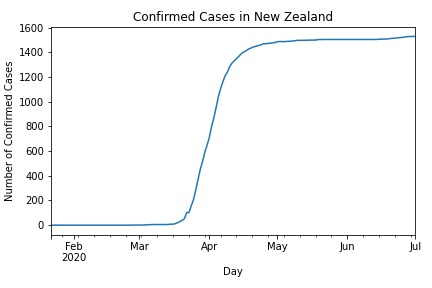 Confirmed Cases in New Zealand
Number of Confirmed Cases
1600
1400
1200
1000
800
600
400
200
0
Feb Mar Apr May Jun Jul
2020
Day